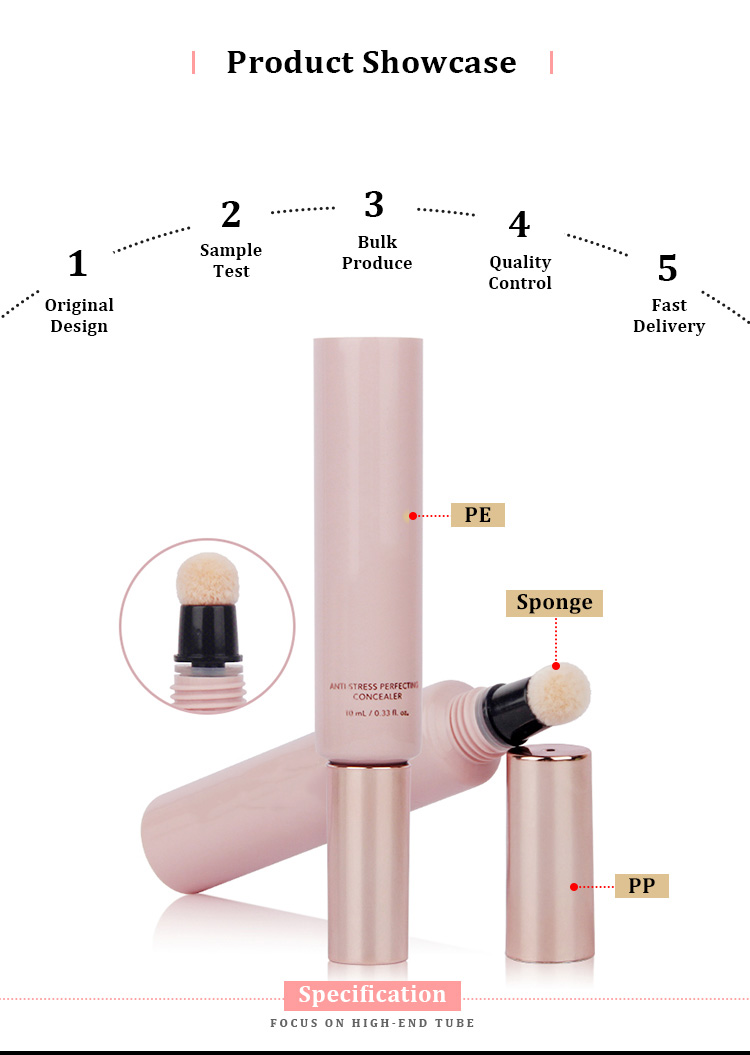 Product Showcase
1
Original
Design
2
Sample
Test
3
Bulk
Produce
4
Quality
Control
5
Fast
Delivery
PE
Sponge
ANTI-STRESS PERFECTING
CONCEALER
10 mL / 0.33 fl. oz.
PP
Specification
FOCUS ON HIGH-END TUBE